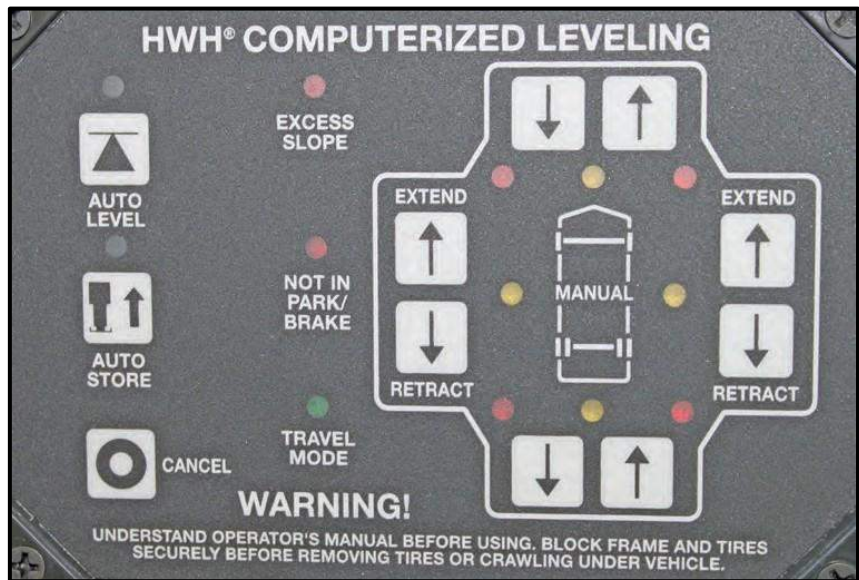 HWH® COMPUTERIZED LEVELING
AUTO
LEVEL
AUTO
STORE
CANCEL
EXCESS
SLOPE
NOT IN
PARK/
BRAKE
TRAVEL
MODE
EXTEND
RETRACT
MANUAL
EXTEND
RETRACT
WARNING!
UNDERSTAND OPERATOR'S MANUAL BEFORE USING. BLOCK FRAME AND TIRES
SECURELY BEFORE REMOVING TIRES OR CRAWLING UNDER VEHICLE.